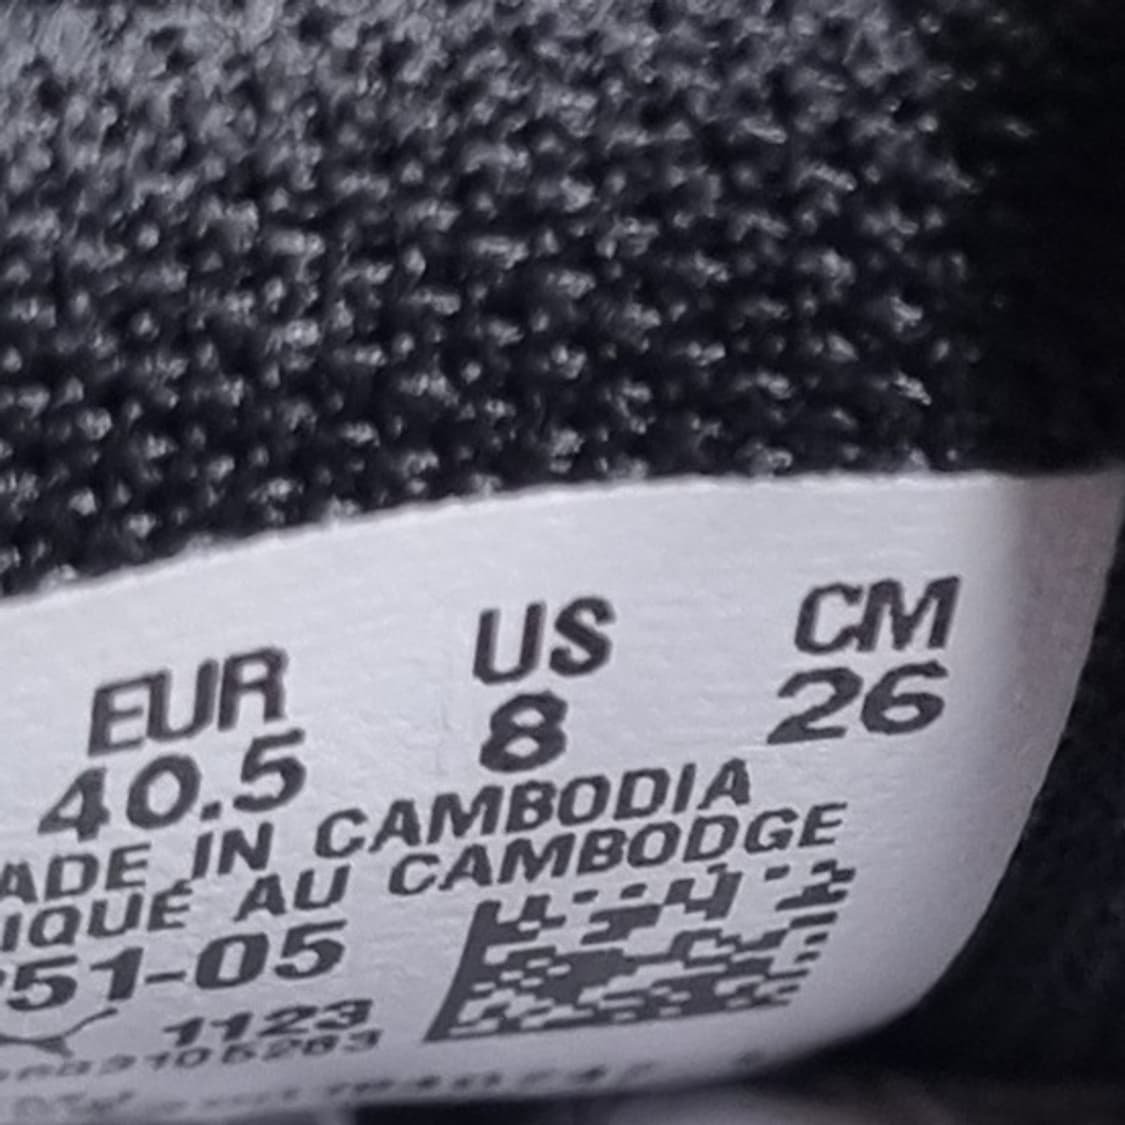 EUR US CM
40.5 8 26
ADE IN CAMBODIA
IQUÉ AU CAMBODGE
51-05
1123